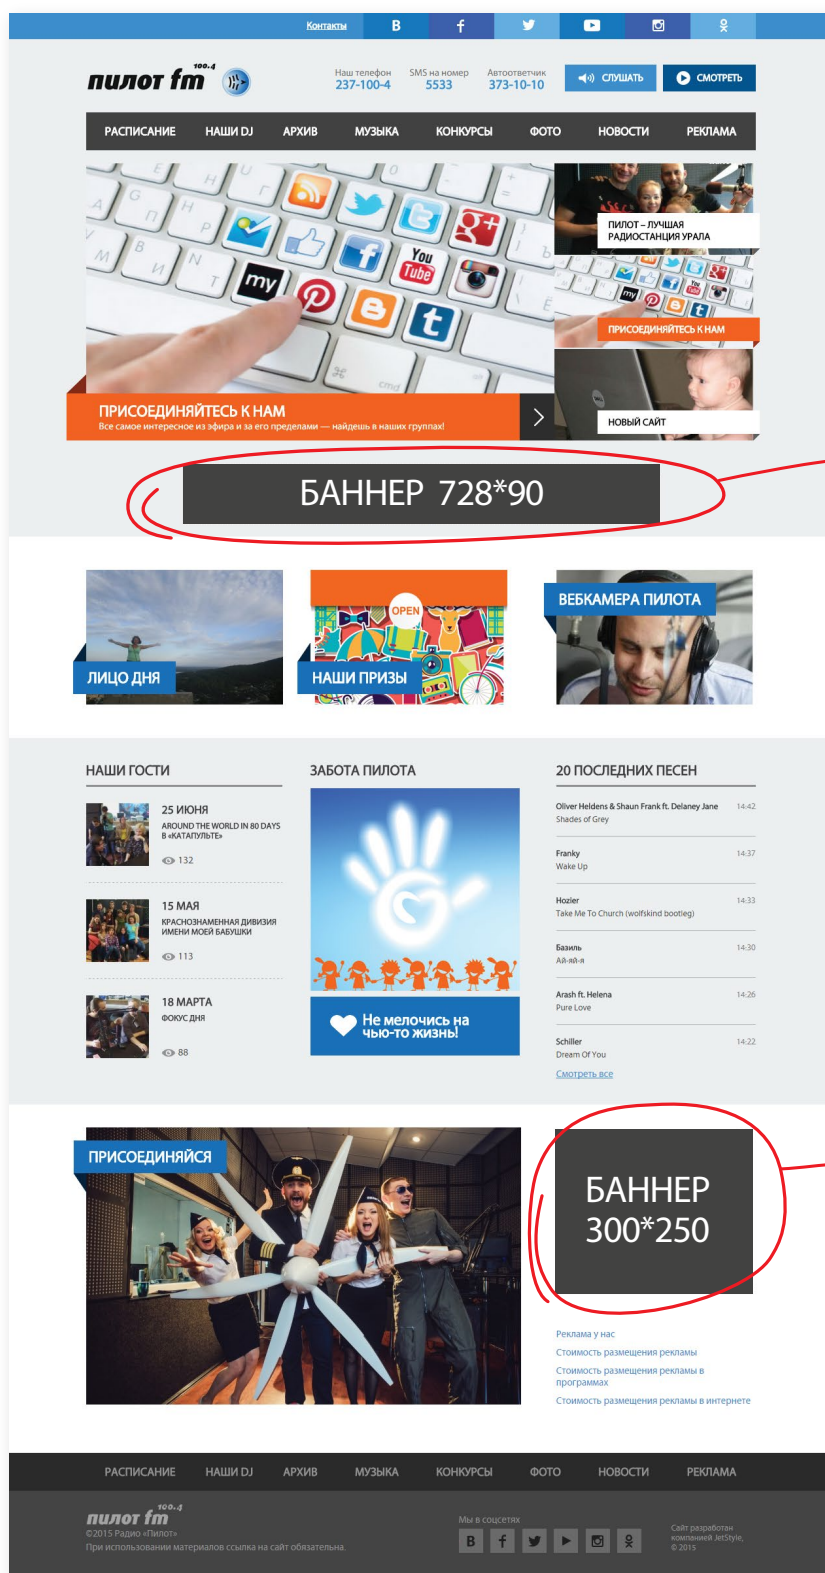 Контакты
В
100.4
пилот fm
Наш телефон
237-100-4
SMS на номер
5533
Автоответчик
373-10-10
СЛУШАТЬ
СМОТРЕТЬ
РАСПИСАНИЕ НАШИ DJ АРХИВ МУЗЫКА КОНКУРСЫ ФОТО НОВОСТИ РЕКЛАМА
You
Tube
my
cmd
ПРИСОЕДИНЯЙТЕСЬ К НАМ
Все самое интересное из эфира и за его пределами — найдешь в наших группах!
ПИЛОТ – ЛУЧШАЯ
РАДИОСТАНЦИЯ УРАЛА
ПРИСОЕДИНЯЙТЕСЬ К НАМ
НОВЫЙ САЙТ
БАННЕР 728*90
ЛИЦО ДНЯ
OPEN
НАШИ ПРИЗЫ
ВЕБКАМЕРА ПИЛОТА
НАШИ ГОСТИ
25 ИЮНЯ
AROUND THE WORLD IN 80 DAYS
В «КАТАПУЛЬТЕ»
132
15 МАЯ
КРАСНОЗНАМЕННАЯ ДИВИЗИЯ
ИМЕНИ МОЕЙ БАБУШКИ
113
18 МАРТА
ФОКУС ДНЯ
88
ЗАБОТА ПИЛОТА
Не мелочись на
чью-то жизнь!
20 ПОСЛЕДНИХ ПЕСЕН
Oliver Heldens & Shaun Frank ft. Delaney Jane 14:42
Shades of Grey
Franky 14:37
Wake Up
Hozier 14:33
Take Me To Church (wolfskind bootleg)
Базиль 14:30
Ай-яй-я
Arash ft. Helena 14:26
Pure Love
Schiller 14:22
Dream Of You
Смотреть все
ПРИСОЕДИНЯЙСЯ
БАННЕР
300*250
Реклама у нас
Стоимость размещения рекламы
Стоимость размещения рекламы в
программах
Стоимость размещения рекламы в интернете
РАСПИСАНИЕ НАШИ DJ АРХИВ МУЗЫКА КОНКУРСЫ ФОТО НОВОСТИ РЕКЛАМА
100.4
пилот fm
©2015 Радио «Пилот»
При использовании материалов ссылка на сайт обязательна.
Мы в соцсетях
В
Сайт разработан
компанией JetStyle,
© 2015